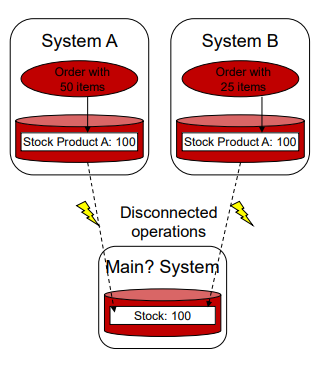 System A
System B
Order with
50 items
Order with
25 items
Stock Product A: 100
Stock Product A: 100
Disconnected
operations
Main? System
Stock: 100